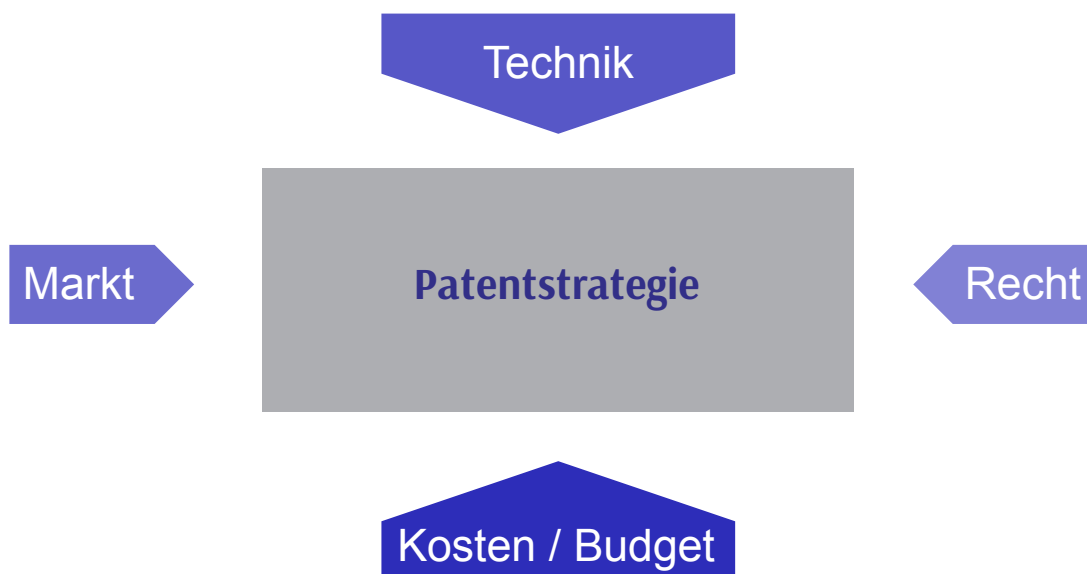 Technik
Markt
Patentstrategie
Recht
Kosten / Budget